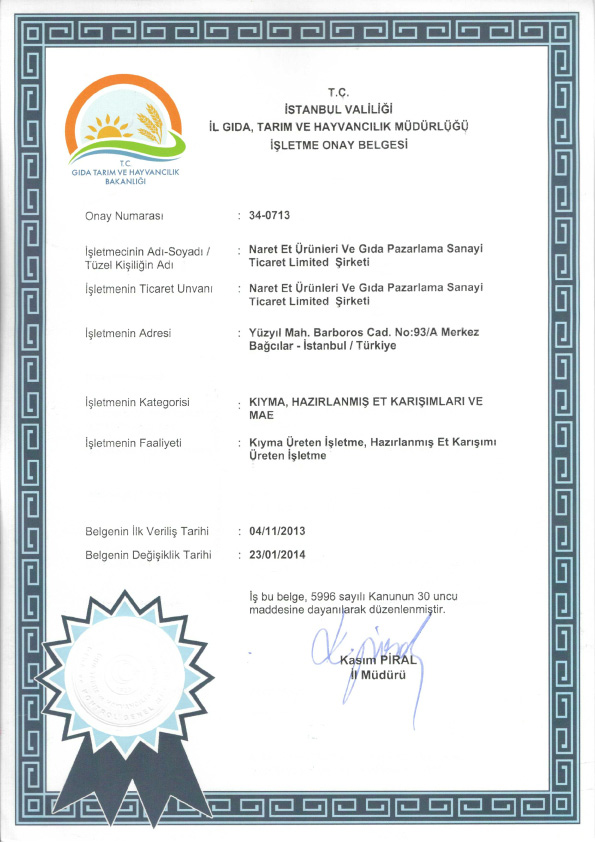 T.C.
İSTANBUL VALİLİĞİ
İL GIDA, TARIM VE HAYVANCILIK MÜDÜRLÜĞÜ
İŞLETME ONAY BELGESİ
T.C.
GIDA TARIM VE HAYVANCILIK
BAKANLIĞI
Onay Numarası : 34-0713
İşletmecinin Adı-Soyadı / : Naret Et Ürünleri Ve Gıda Pazarlama Sanayi
Tüzel Kişiliğin Adı Ticaret Limited Şirketi
İşletmenin Ticaret Unvanı : Naret Et Ürünleri Ve Gıda Pazarlama Sanayi
Ticaret Limited Şirketi
İşletmenin Adresi : Yüzyıl Mah. Barboros Cad. No:93/A Merkez
Bağcılar - İstanbul / Türkiye
İşletmenin Kategorisi : KIYMA, HAZIRLANMIŞ ET KARIŞIMLARI VE
MAE
İşletmenin Faaliyeti : Kıyma Üreten İşletme, Hazırlanmış Et Karışımı
Üreten İşletme
Belgenin İlk Veriliş Tarihi : 04/11/2013
Belgenin Değişiklik Tarihi : 23/01/2014
İş bu belge, 5996 sayılı Kanunun 30 uncu
maddesine dayanılarak düzenlenmiştir.
Kasım PİRAL
İl Müdürü